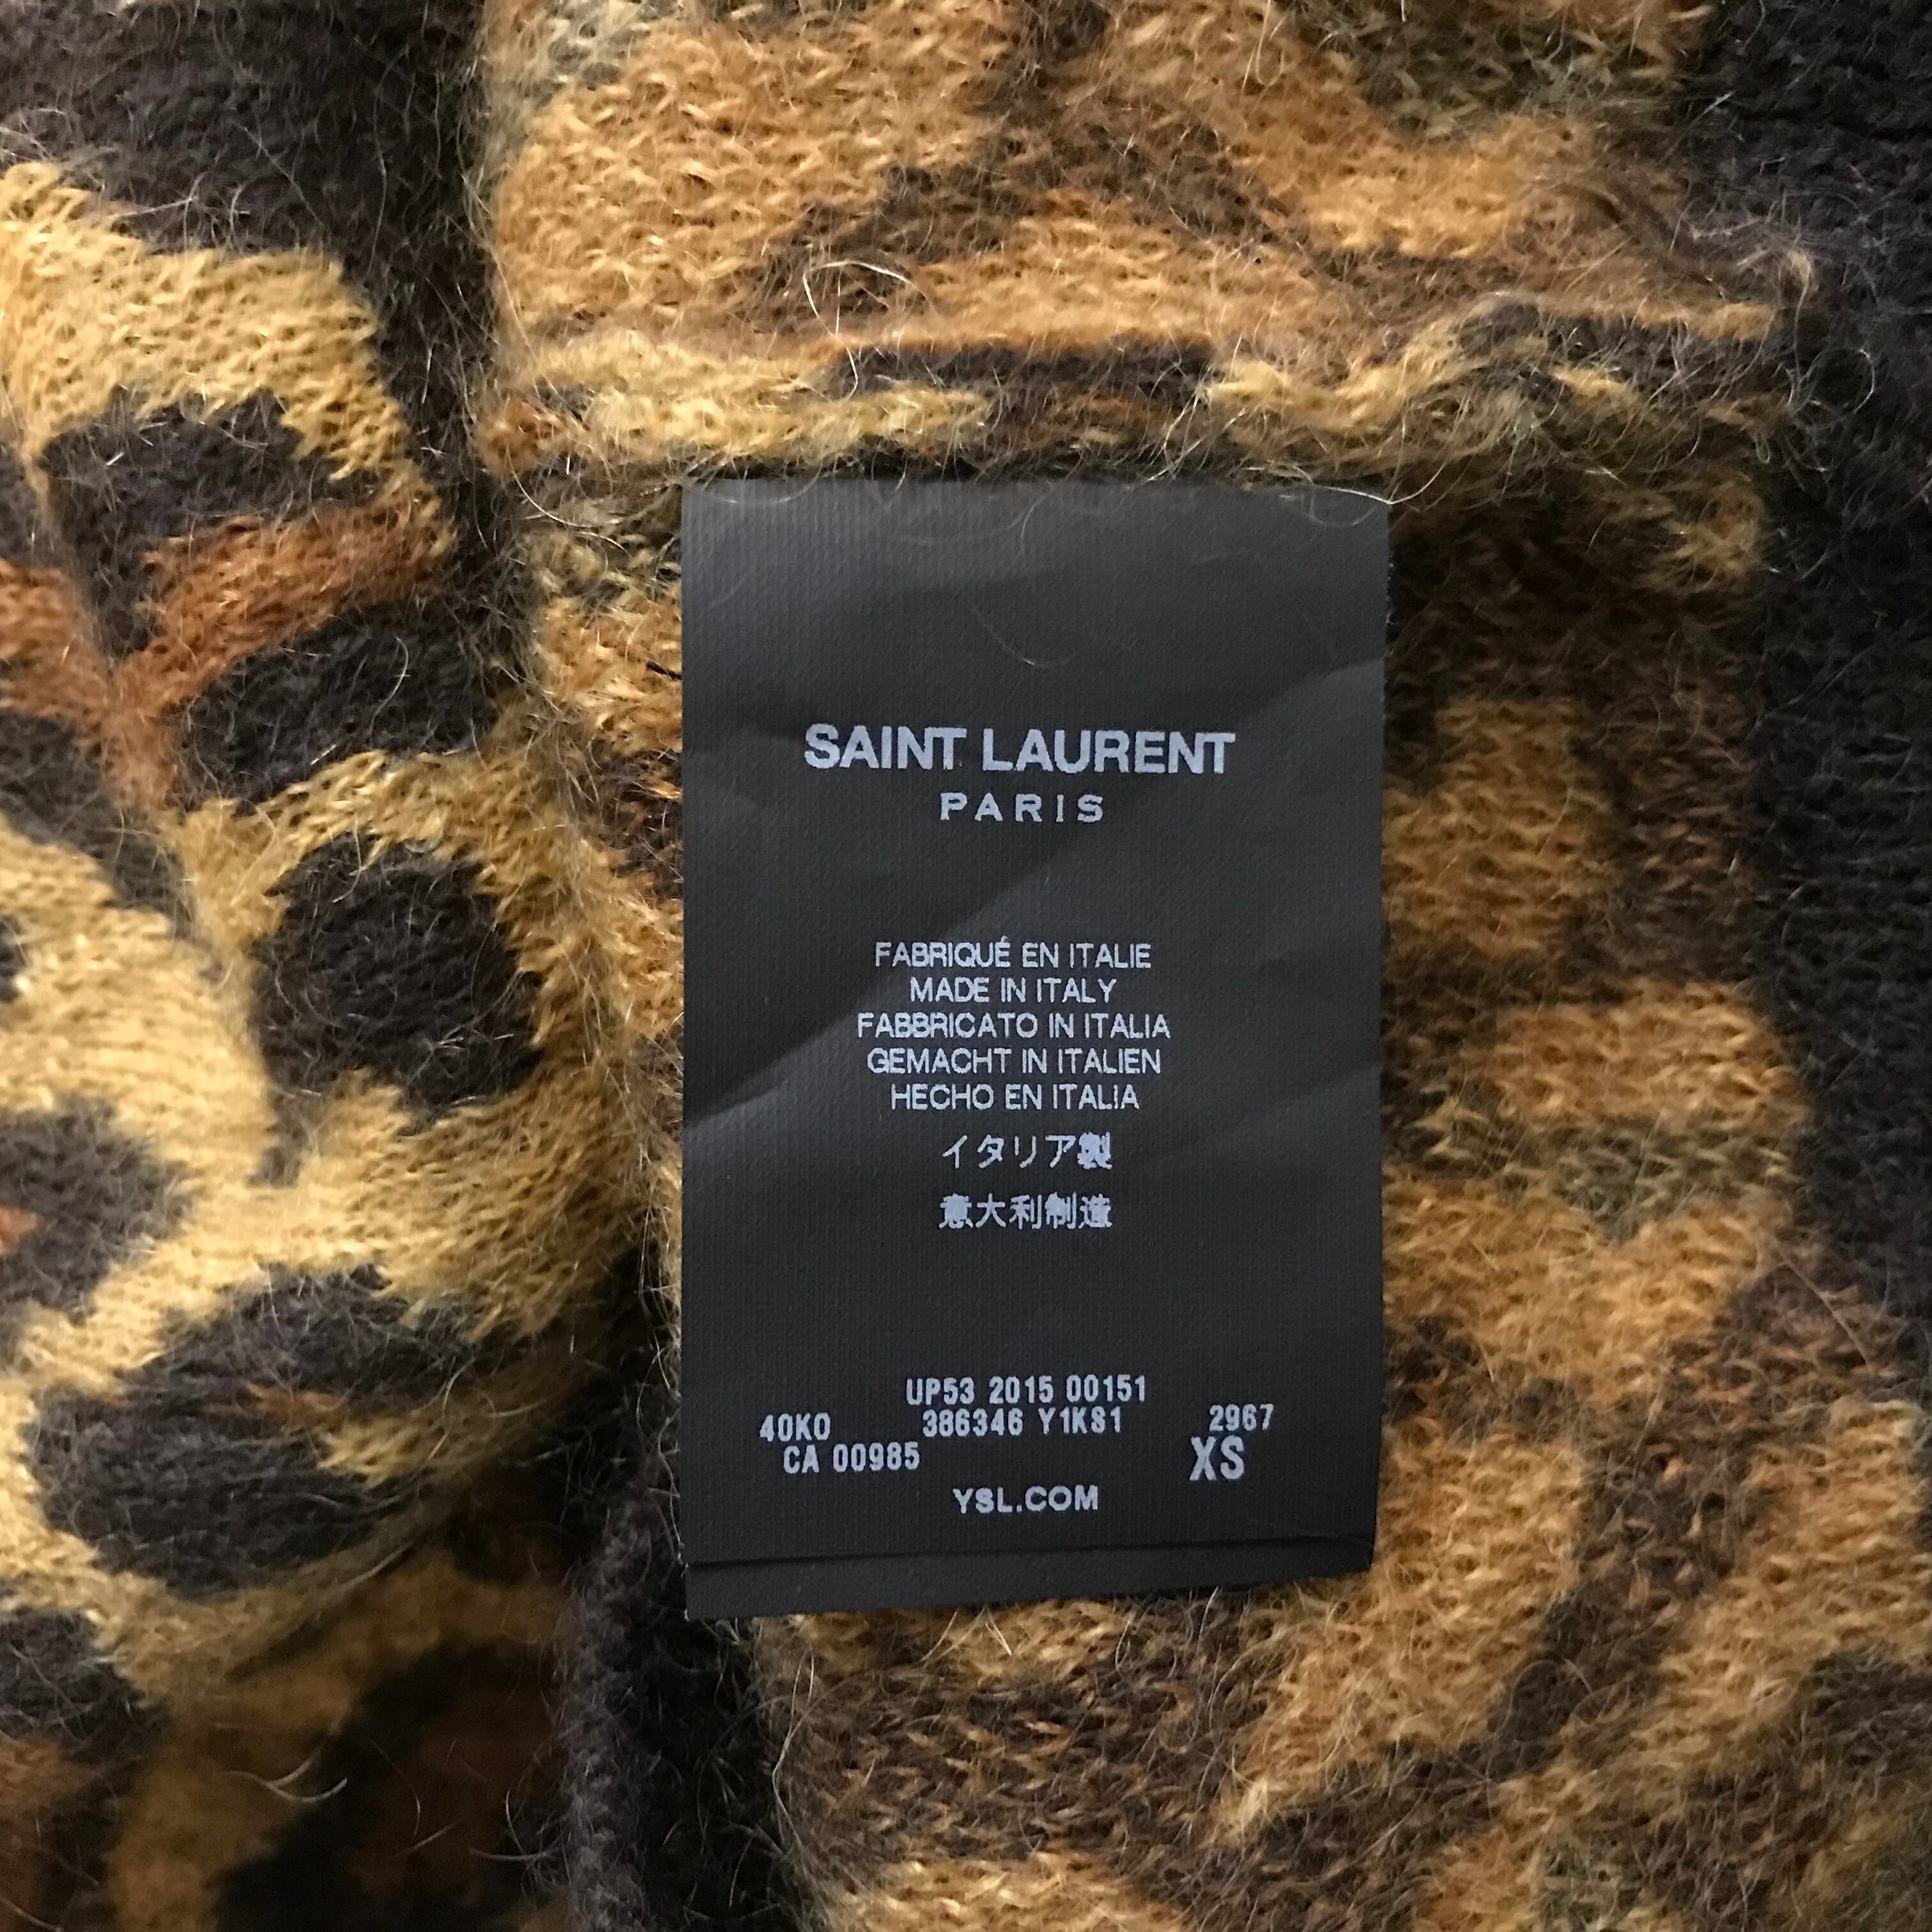 SAINT LAURENT
PARIS
FABRIQUÉ EN ITALIE
MADE IN ITALY
FABBRICATO IN ITALIA
GEMACHT IN ITALIEN
HECHO EN ITALIA
イタリア製
意大利制造
UP53 2015 00151
40KO 386346 Y1KS1 2967
CA 00985 XS
YSL.COM